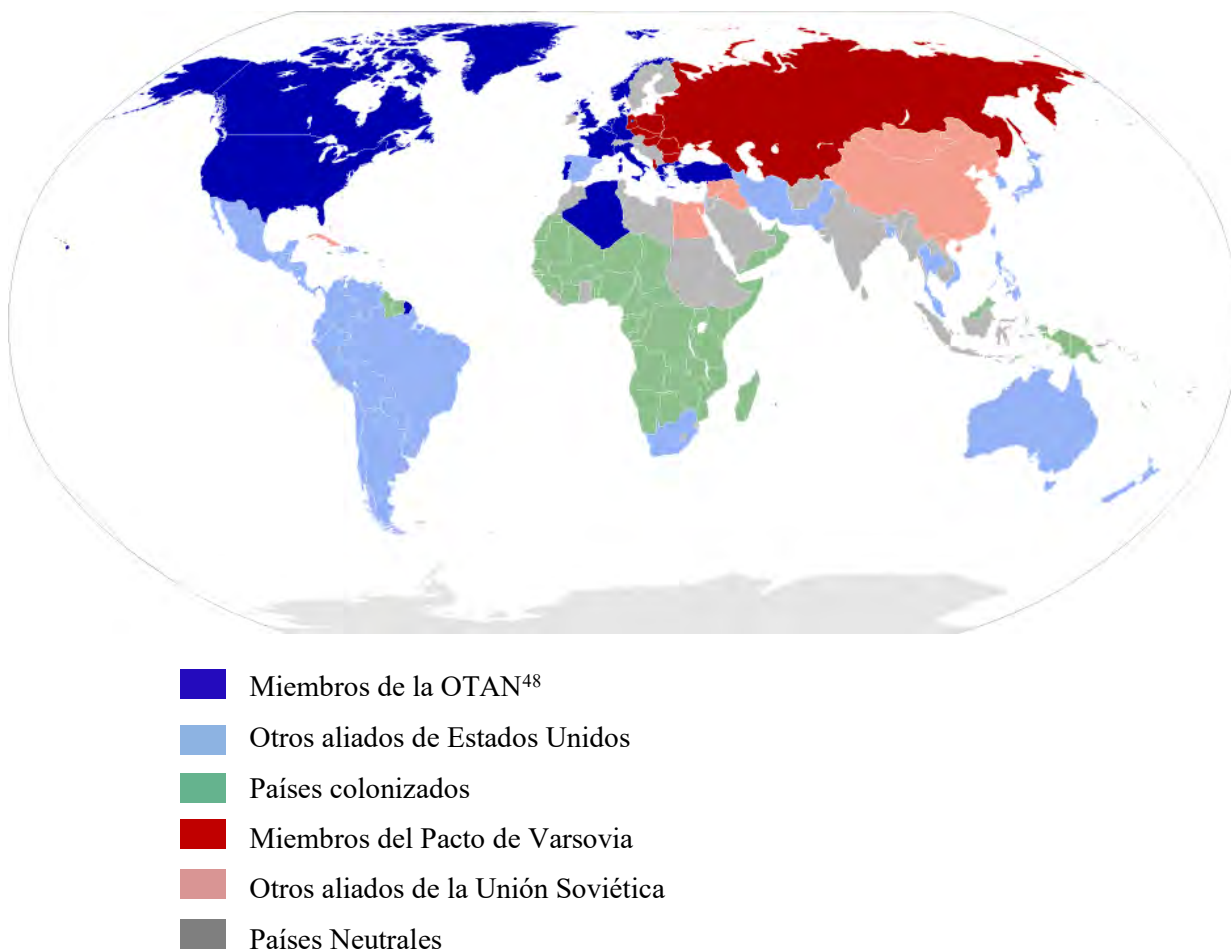 Miembros de la OTAN48
Otros aliados de Estados Unidos
Países colonizados
Miembros del Pacto de Varsovia
Otros aliados de la Unión Soviética
Países Neutrales